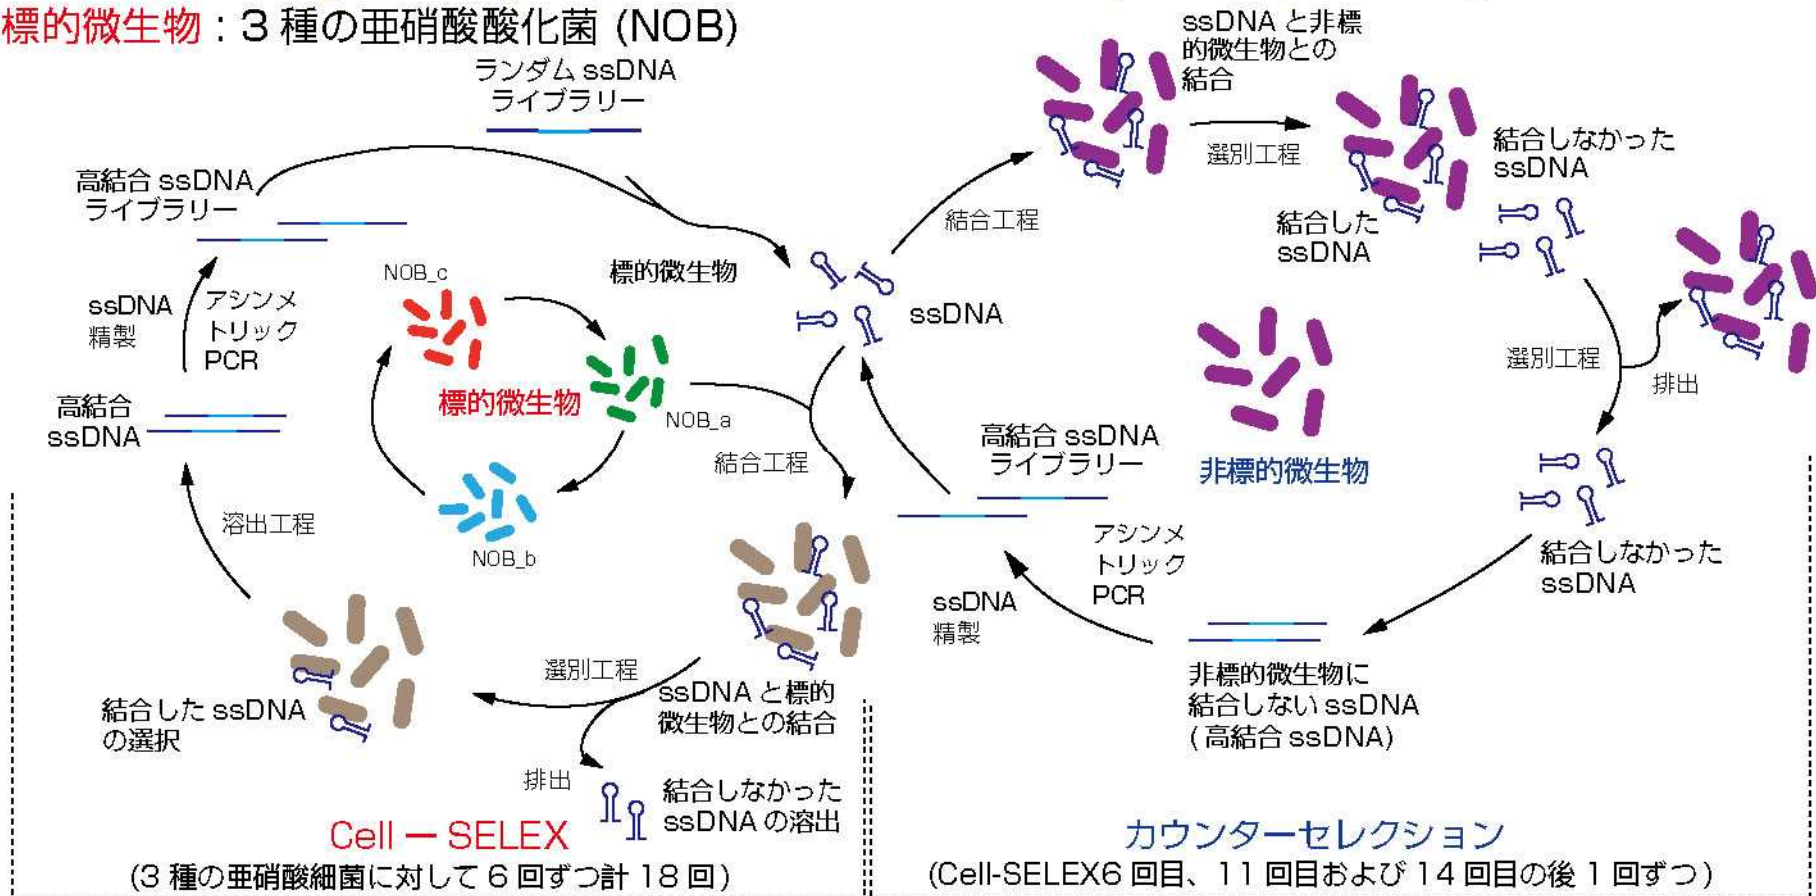 標的微生物 : 3 種の亜硝酸酸化菌 (NOB)
ランダム ssDNA
ライブラリー
高結合 ssDNA
ライブラリー
ssDNA
精製
アシンメ
トリック
PCR
高結合
ssDNA
溶出工程
結合した ssDNA
の選択
NOB_c
標的微生物
NOB_a
NOB_b
標的微生物
ssDNA
結合工程
選別工程
ssDNA と標的
微生物との結合
排出
結合しなかった
ssDNA の溶出
Cell － SELEX
(3 種の亜硝酸細菌に対して 6 回ずつ計 18 回)
結合工程
ssDNA と非標
的微生物との
結合
選別工程
結合しなかった
ssDNA
結合した
ssDNA
選別工程
排出
非標的微生物
高結合 ssDNA
ライブラリー
アシンメ
トリック
PCR
ssDNA
精製
結合しなかった
ssDNA
非標的微生物に
結合しない ssDNA
(高結合 ssDNA)
カウンターセレクション
(Cell-SELEX6 回目、11 回目および 14 回目の後 1 回ずつ)